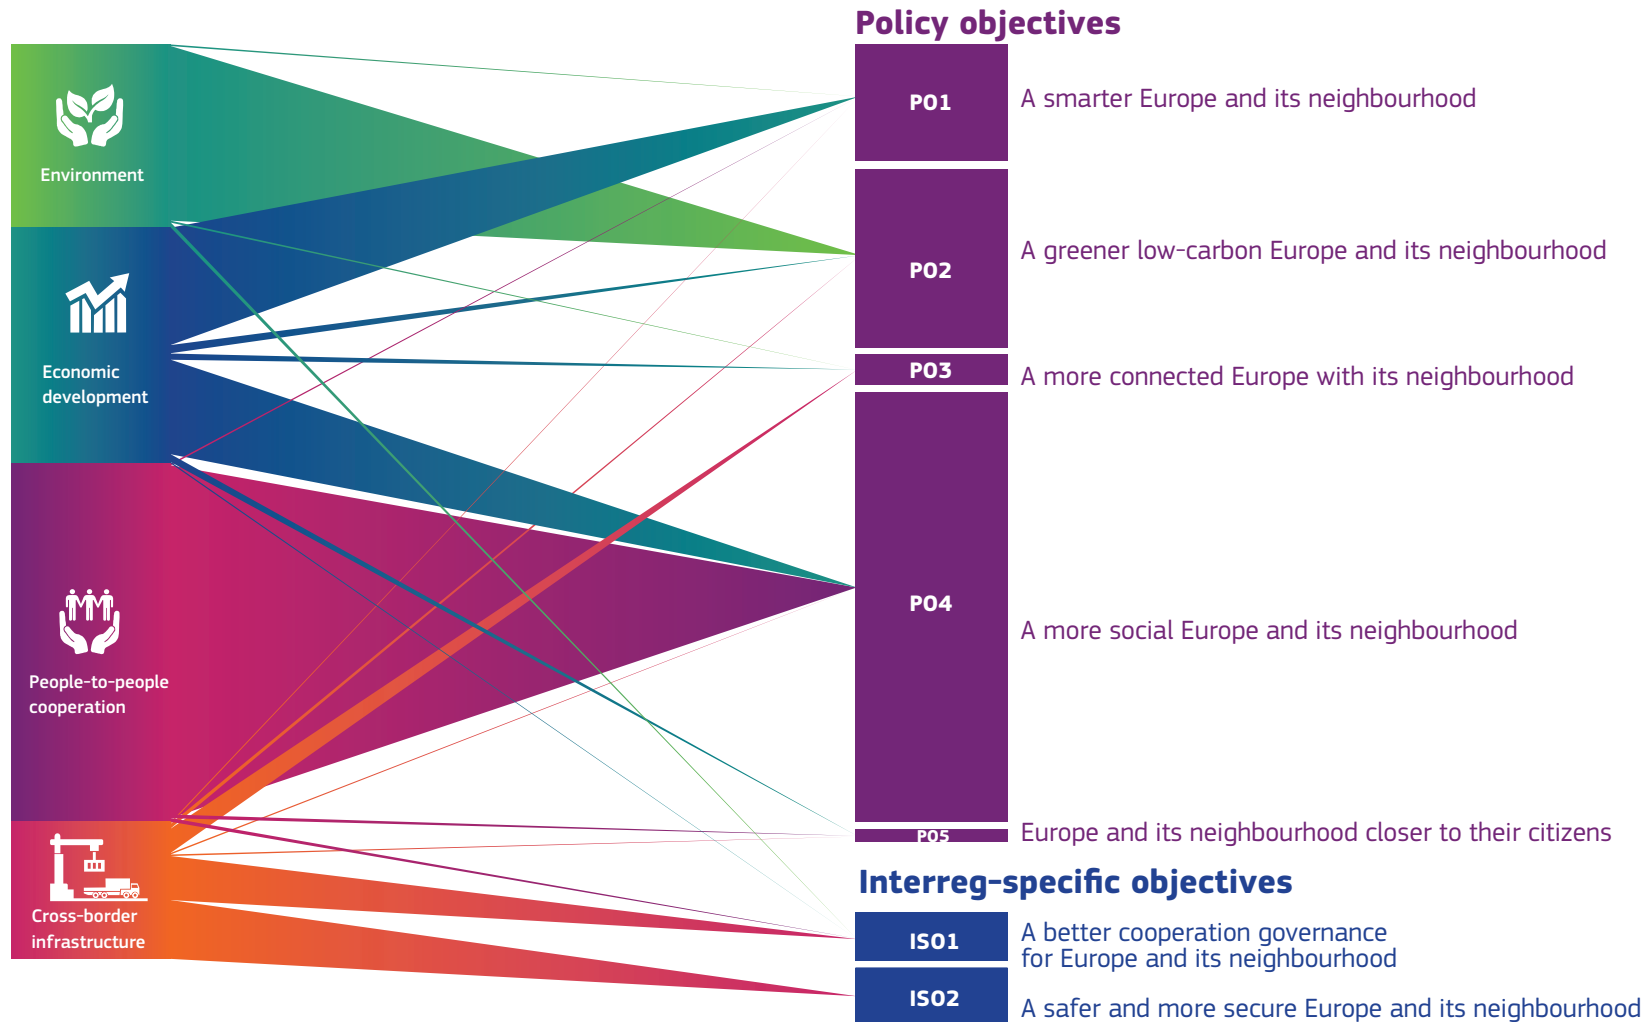 Policy objectives
Environment
Economic
development
People-to-people
cooperation
Cross-border
infrastructure
PO1
A smarter Europe and its neighbourhood
PO2
A greener low-carbon Europe and its neighbourhood
PO3
A more connected Europe with its neighbourhood
PO4
A more social Europe and its neighbourhood
PO5
Europe and its neighbourhood closer to their citizens
Interreg-specific objectives
ISO1
A better cooperation governance
for Europe and its neighbourhood
ISO2
A safer and more secure Europe and its neighbourhood